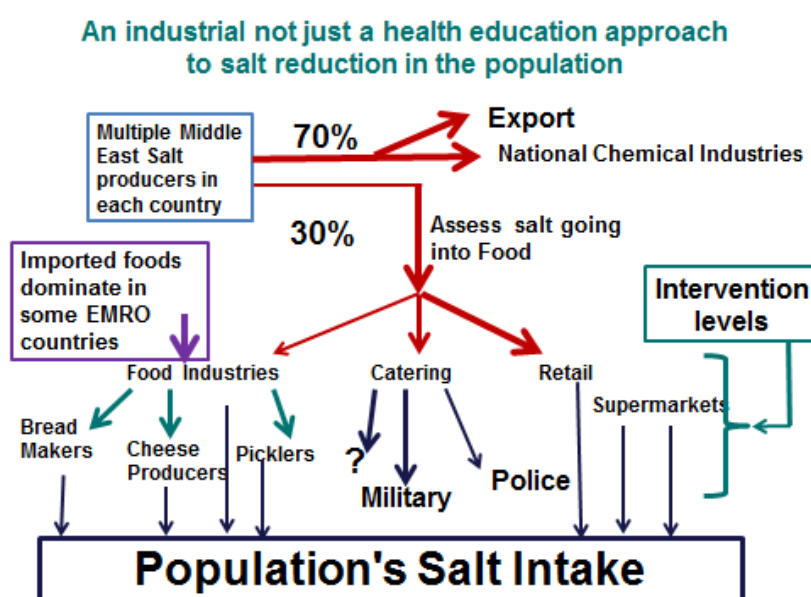 An industrial not just a health education approach
to salt reduction in the population
Multiple Middle
East Salt
producers in
each country
70%
Export
National Chemical Industries
30%
Assess salt going
into Food
Imported foods
dominate in
some EMRO
countries
Intervention
levels
Food Industries
Catering
Retail
Supermarkets
Bread
Makers
Cheese
Producers
Picklers
?
Military
Police
Population's Salt Intake